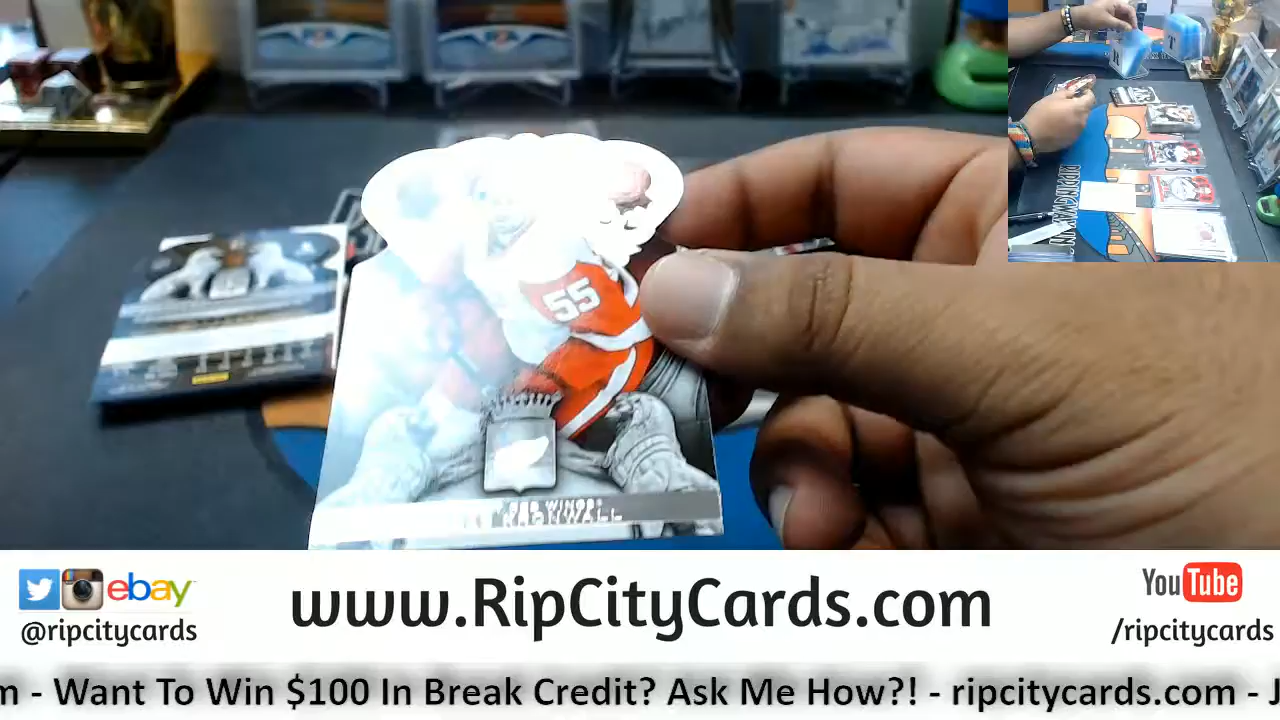 55
RED WINGS
KRONWALL
ebay
@ripcitycards
www.RipCityCards.com
YouTube
/ripcitycards
m - Want To Win $100 In Break Credit? Ask Me How?! - ripcitycards.com - J